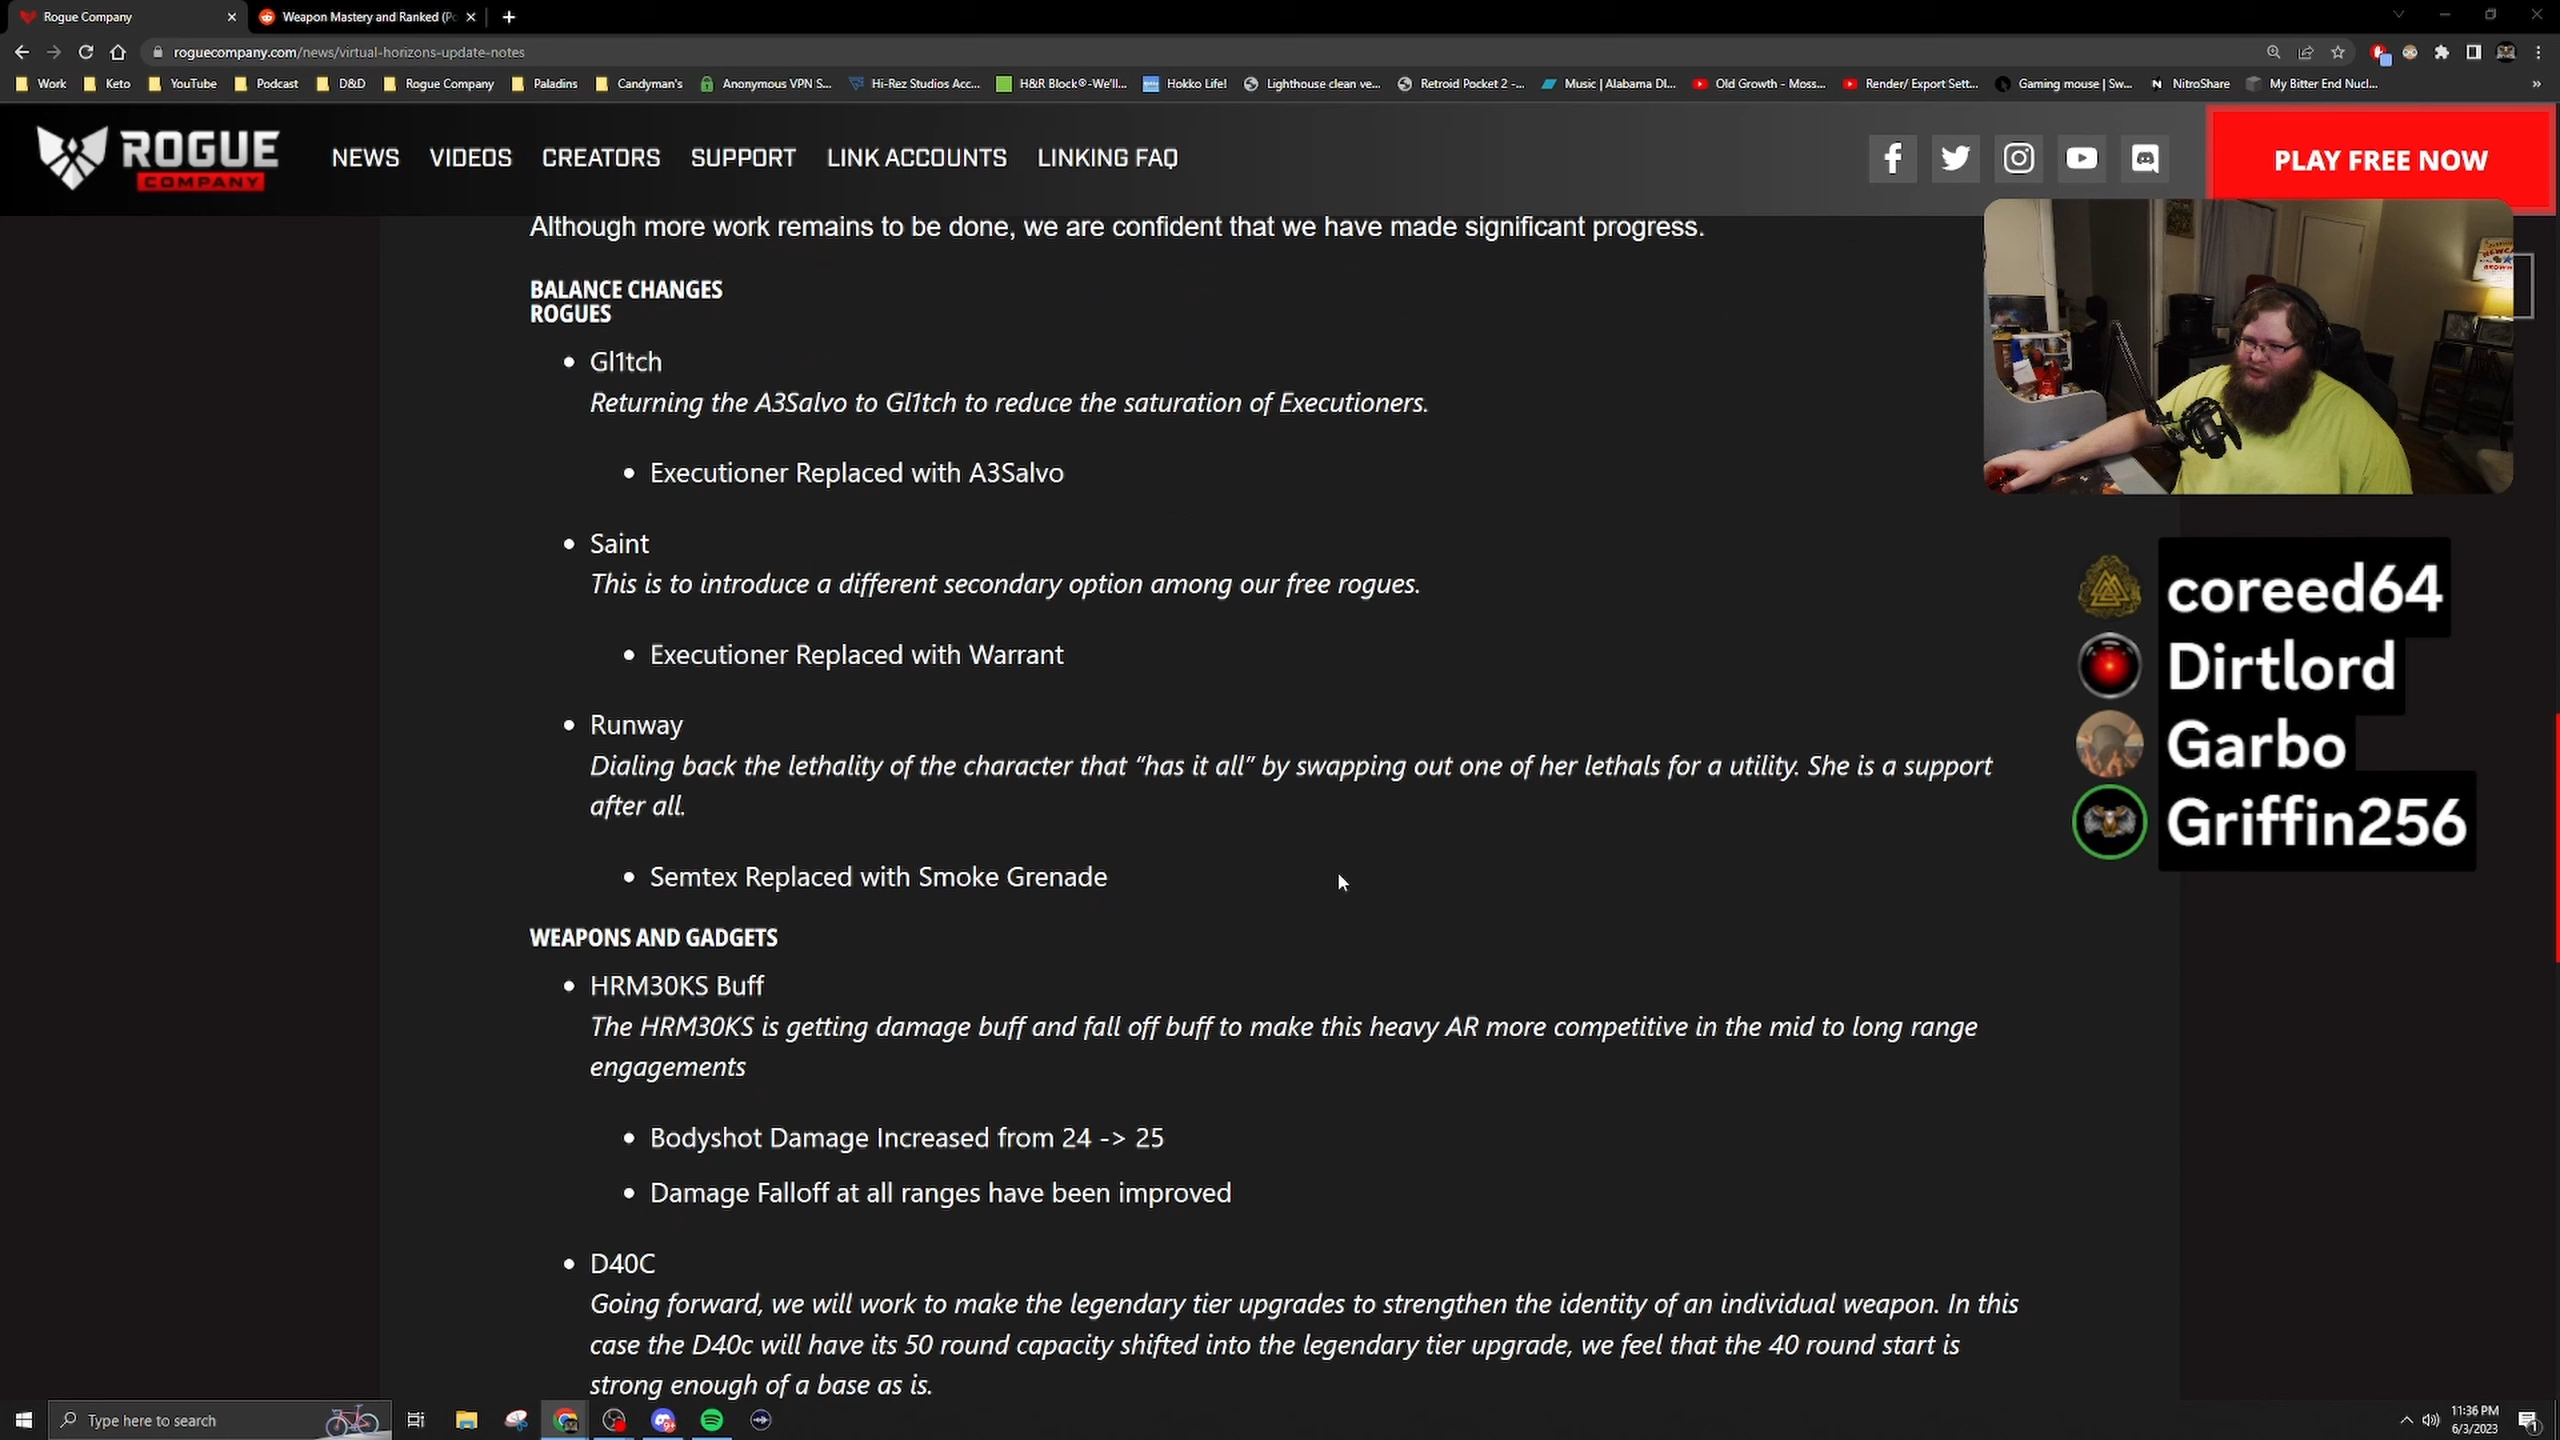 Rogue Company
Weapon Mastery and Ranked (Po
roguecompany.com/news/virtual-horizons-update-notes
Work Keto YouTube Podcast D&D Rogue Company Paladins Candyman's Anonymous VPN S... Hi-Rez Studios Acc... H&R Block®-We'll... Hokko Life! Lighthouse clean ve... Retroid Pocket 2 -... Music | Alabama Dl... Old Growth - Moss... Render/ Export Sett... Gaming mouse | Sw... NitroShare My Bitter End Nucl...
ROGUE
COMPANY
NEWS VIDEOS CREATORS SUPPORT LINK ACCOUNTS LINKING FAQ
PLAY FREE NOW
Although more work remains to be done, we are confident that we have made significant progress.
BALANCE CHANGES
ROGUES
• Gl1tch
Returning the A3Salvo to Gl1tch to reduce the saturation of Executioners.
• Executioner Replaced with A3Salvo
• Saint
This is to introduce a different secondary option among our free rogues.
• Executioner Replaced with Warrant
• Runway
Dialing back the lethality of the character that “has it all” by swapping out one of her lethals for a utility. She is a support
after all.
• Semtex Replaced with Smoke Grenade
WEAPONS AND GADGETS
• HRM30KS Buff
The HRM30KS is getting damage buff and fall off buff to make this heavy AR more competitive in the mid to long range
engagements
• Bodyshot Damage Increased from 24 -> 25
• Damage Falloff at all ranges have been improved
• D40C
Going forward, we will work to make the legendary tier upgrades to strengthen the identity of an individual weapon. In this
case the D40c will have its 50 round capacity shifted into the legendary tier upgrade, we feel that the 40 round start is
strong enough of a base as is.
coreed64
Dirtlord
Garbo
Griffin256
Type here to search
11:36 PM
6/3/2023